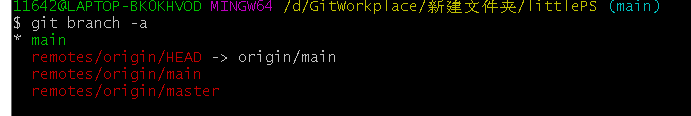 11642@LAPTOP-BK0KHVOD MINGW64 /d/GitWorkplace/新建文件夹/littlePS (main)
$ git branch -a
* main
remotes/origin/HEAD -> origin/main
remotes/origin/main
remotes/origin/master